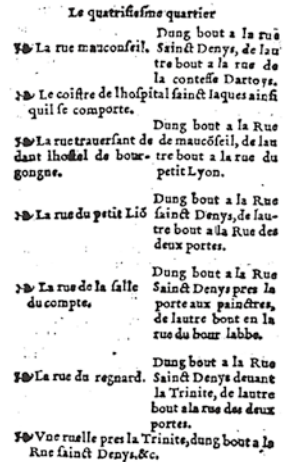 Le quatriſieſme quartier
Dung bout a la rue
❧ La rue mauconſeil. Sainct Denys, de lau
tre bout a la rue de
la conteſſe Dartoys.
❧ Le cloiſtre de lhoſpital ſainct Iaques ainſi
quil ſe comporte.
Dung bout a la Rue
❧ La rue trauerſant de de maucõſeil, de lau
dant lhoſtel de bour- tre bout a la rue du
gongne. petit Lyon.
Dung bout a la Rue
❧ La rue du petit Liõ ſainct Denys, de lau-
tre bout a la Rue des
deux portes.
Dung bout a la Rue
❧ La rue de la ſalle Sainct Denys pres la
du compte. porte aux painctres,
de lautre bout en la
rue du bour labbe.
Dung bout a la Rue
❧ La rue du regnard. Sainct Denys deuant
la Trinite, de lautre
bout ala rue des deux
portes.
❧ Vne ruelle pres la Trinite, dung bout a la
Rue ſainct Denys.&c.